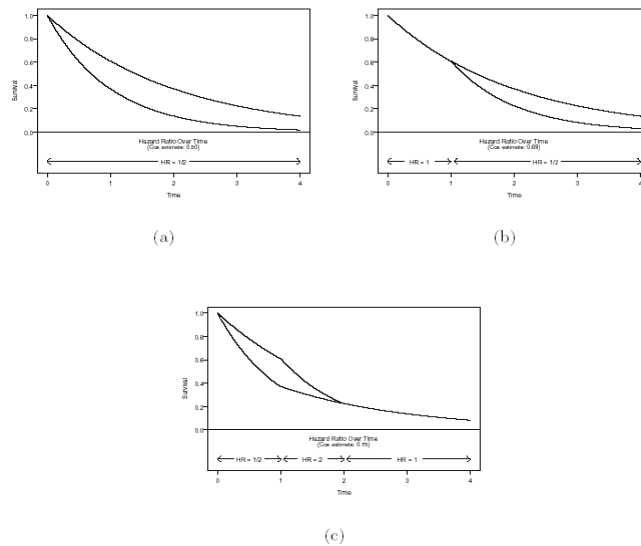 1.0
0.8
0.6
0.4
0.2
0.0
Survival
Hazard Ratio Over Time
(Cox estimate: 0.50)
HR = 1/2
0 1 2 3 4
Time
(a)
1.0
0.8
0.6
0.4
0.2
0.0
Survival
Hazard Ratio Over Time
(Cox estimate: 0.69)
HR = 1 HR = 1/2
0 1 2 3 4
Time
(b)
1.0
0.8
0.6
0.4
0.2
0.0
Survival
Hazard Ratio Over Time
(Cox estimate: 0.75)
HR = 1/2 HR = 2 HR = 1
0 1 2 3 4
Time
(c)